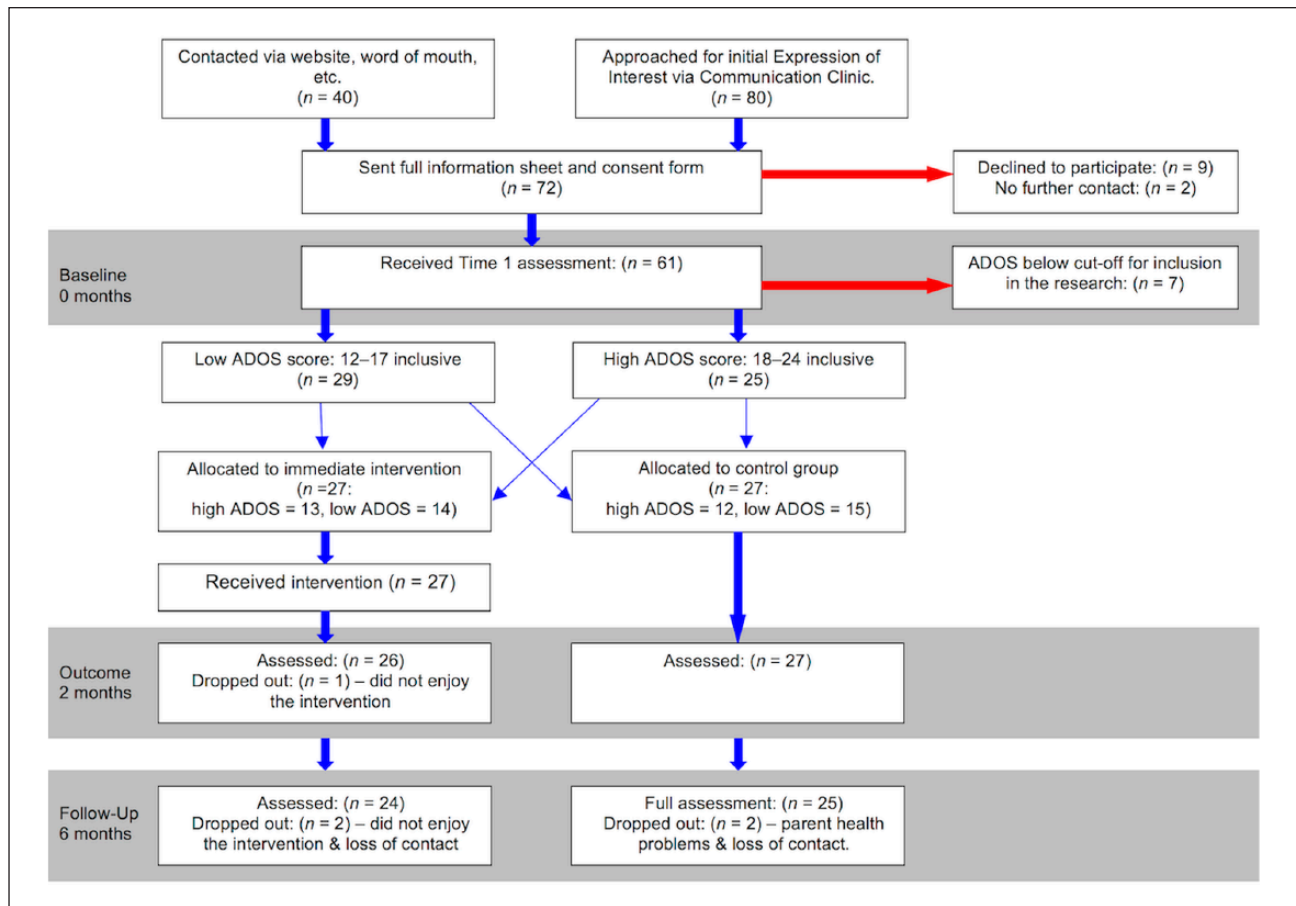 Contacted via website, word of mouth,
etc.
(n = 40)
Approached for initial Expression of
Interest via Communication Clinic.
(n = 80)
Sent full information sheet and consent form
(n = 72)
Declined to participate: (n = 9)
No further contact: (n = 2)
Baseline
0 months
Received Time 1 assessment: (n = 61)
ADOS below cut-off for inclusion
in the research: (n = 7)
Low ADOS score: 12–17 inclusive
(n = 29)
High ADOS score: 18–24 inclusive
(n = 25)
Allocated to immediate intervention
(n =27:
high ADOS = 13, low ADOS = 14)
Allocated to control group
(n = 27:
high ADOS = 12, low ADOS = 15)
Received intervention (n = 27)
Outcome
2 months
Assessed: (n = 26)
Dropped out: (n = 1) – did not enjoy
the intervention
Assessed: (n = 27)
Follow-Up
6 months
Assessed: (n = 24)
Dropped out: (n = 2) – did not enjoy
the intervention & loss of contact
Full assessment: (n = 25)
Dropped out: (n = 2) – parent health
problems & loss of contact.